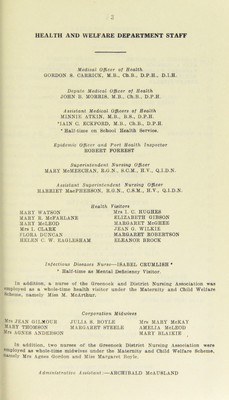 2
HEALTH AND WELFARE DEPARTMENT STAFF
Medical Officer of Health
GORDON S. CARRICK, M.B., Ch.B., D.P.H., D.I.H.
Depute Medical Officer of Health
JOHN B. MORRIS, M.B., Ch.B., D.P.H.
Assistant Medical Officers of Health
MINNIE ATKIN, M.B., B.S., D.P.H.
*IAIN C. ECKFORD, M.B., Ch.B., D.P.H.
* Half-time on School Health Service.
Epidemic Officer and Port Health Inspector
ROBERT FORREST
Superintendent Nursing Officer
MARY McMEECHAN, R.G.N., S.C.M., H.V., Q.I.D.N.
Assistant Superintendent Nursing Officer
HARRIET MacPHERSON, R.G.N., C.S.M., H.V., Q.I.D.N.
Health Visitors
MARY WATSON Mrs I. C. HUGHES
MARY R. McFARLANE ELIZABETH GIBSON
MARY McLEOD MARGARET McGHEE
Mrs I. CLARK JEAN G. WILKIE
FLORA DUNCAN MARGARET ROBERTSON
HELEN C. W. HAGLESHAM ELEANOR BROCK
Infectious Diseases Nurse—ISABEL CRUMLISH *
* Half-time as Mental Deficiency Visitor.
In addition, a nurse of the Greenock and District Nursing Association was
employed as a whole-time health visitor under the Maternity and Child Welfare
Scheme, namely Miss M. McArthur.
Corporation Midwives
Mrs JEAN GILMOUR JULIA S. BOYLE Mrs MARY McKAY
MARY THOMSON MARGARET STEELE AMELIA McLEOD
Mrs AGNES ANDERSON MARY BLAIKIE
In addition, two nurses of the Greenock and District Nursing Association were
employed as whole-time midwives under the Maternity and Child Welfare Scheme,
namely Mrs Agnes Gordon and Miss Margaret Boyle.
Administrative Assistant:—ARCHIBALD McAUSLAND